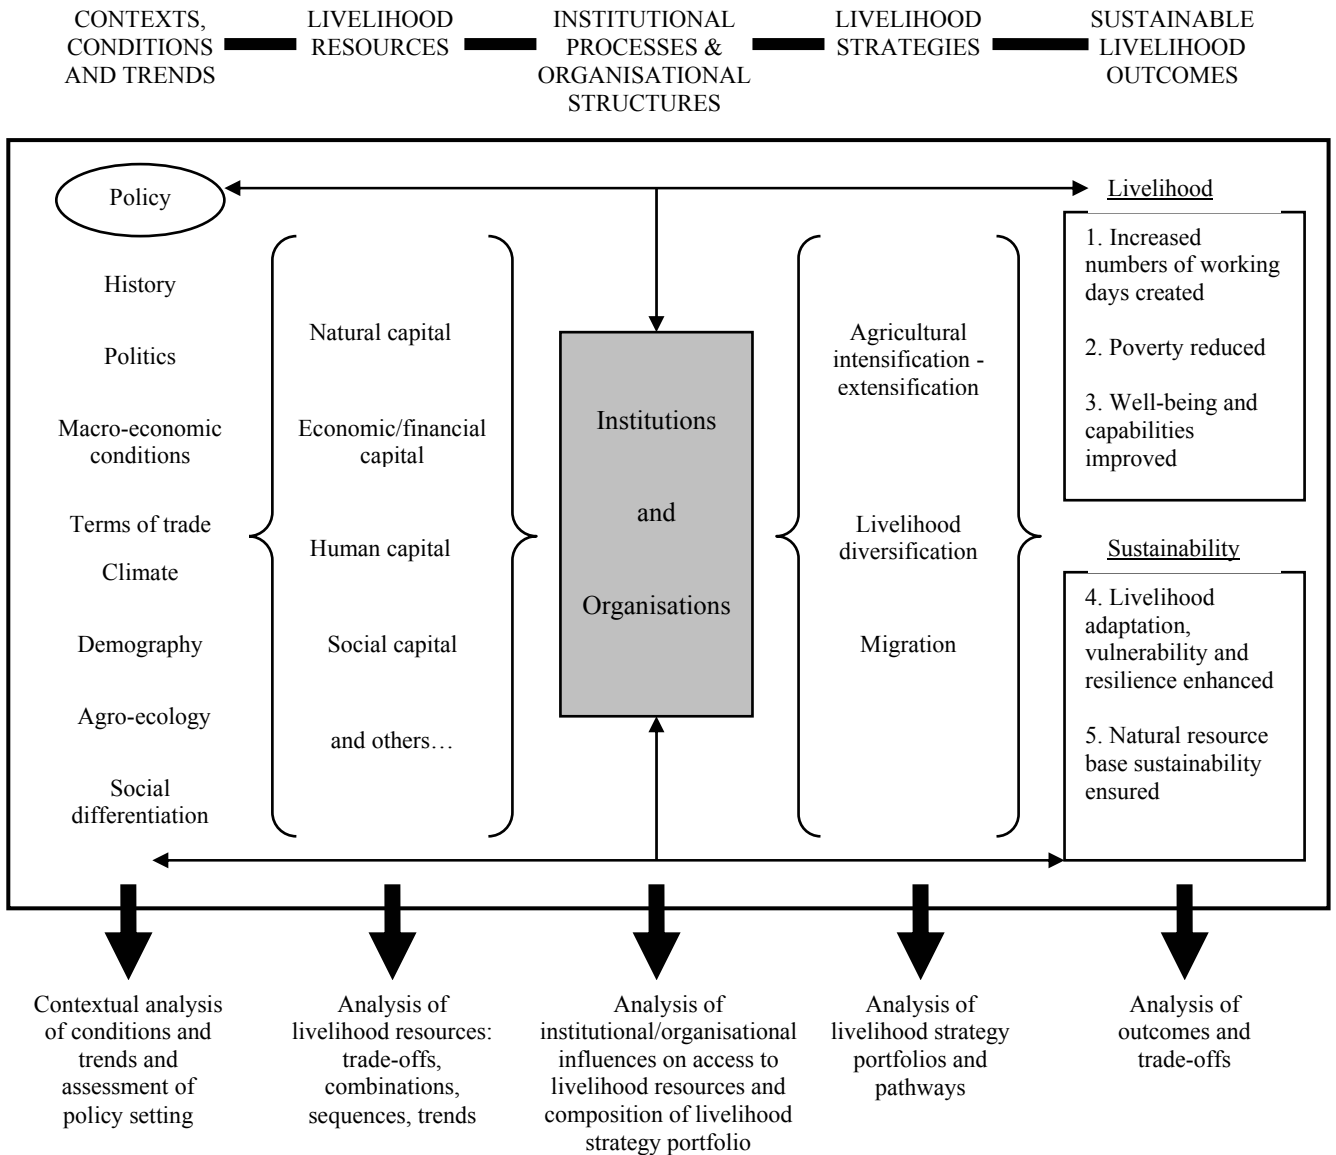 CONTEXTS,
CONDITIONS
AND TRENDS
LIVELIHOOD
RESOURCES
INSTITUTIONAL
PROCESSES &
ORGANISATIONAL
STRUCTURES
LIVELIHOOD
STRATEGIES
SUSTAINABLE
LIVELIHOOD
OUTCOMES
Policy
History
Politics
Macro-economic
conditions
Terms of trade
Climate
Demography
Agro-ecology
Social
differentiation
Natural capital
Economic/financial
capital
Human capital
Social capital
and others…
Institutions
and
Organisations
Agricultural
intensification -
extensification
Livelihood
diversification
Migration
Livelihood
1. Increased
numbers of working
days created
2. Poverty reduced
3. Well-being and
capabilities
improved
Sustainability
4. Livelihood
adaptation,
vulnerability and
resilience enhanced
5. Natural resource
base sustainability
ensured
Contextual analysis
of conditions and
trends and
assessment of
policy setting
Analysis of
livelihood resources:
trade-offs,
combinations,
sequences, trends
Analysis of
institutional/organisational
influences on access to
livelihood resources and
composition of livelihood
strategy portfolio
Analysis of
livelihood strategy
portfolios and
pathways
Analysis of
outcomes and
trade-offs